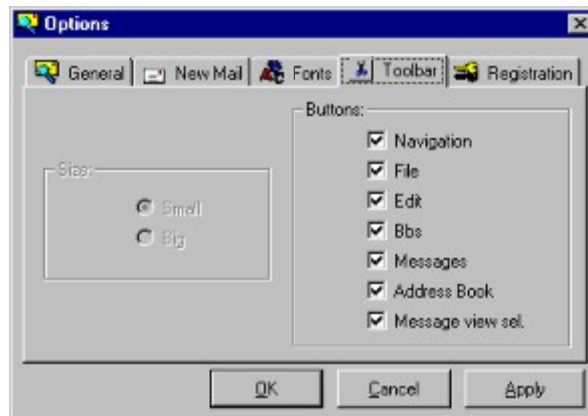 Options
General New Mail Fonts Toolbar Registration
Size:
Small
Big
Buttons:
Navigation
File
Edit
Bbs
Messages
Address Book
Message view sel.
OK Cancel Apply